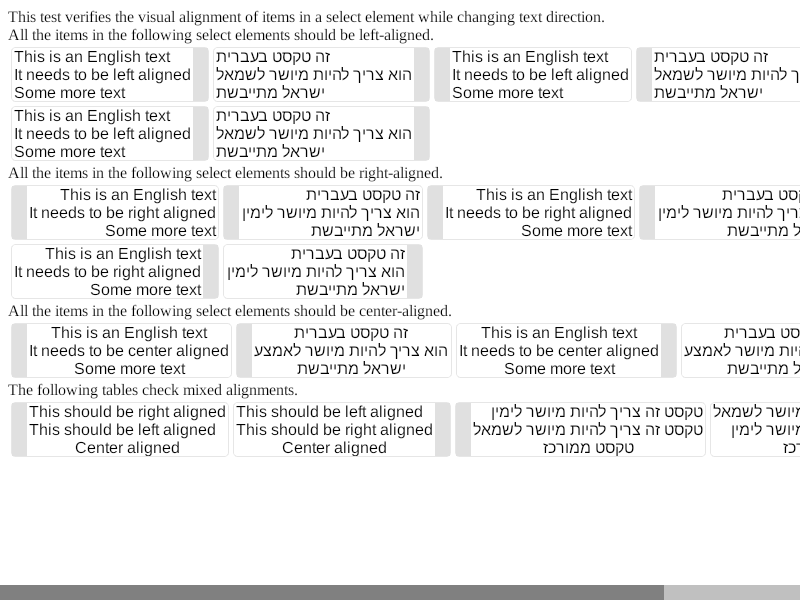 This test verifies the visual alignment of items in a select element while changing text direction.
All the items in the following select elements should be left-aligned.
This is an English text
It needs to be left aligned
Some more text
זה טקסט בעברית
הוא צריך להיות מיושר לשמאל
ישראל מתייבשת
This is an English text
It needs to be left aligned
Some more text
זה טקסט בעברית
להיות מיושר לשמאל
ישראל מתייבשת
This is an English text
It needs to be left aligned
Some more text
זה טקסט בעברית
הוא צריך להיות מיושר לשמאל
ישראל מתייבשת
All the items in the following select elements should be right-aligned.
This is an English text
It needs to be right aligned
Some more text
זה טקסט בעברית
הוא צריך להיות מיושר לימין
ישראל מתייבשת
This is an English text
It needs to be right aligned
Some more text
בעברית
צריך להיות מיושר לימין
מתייבשת
This is an English text
It needs to be right aligned
Some more text
זה טקסט בעברית
הוא צריך להיות מיושר לימין
ישראל מתייבשת
All the items in the following select elements should be center-aligned.
This is an English text
It needs to be center aligned
Some more text
זה טקסט בעברית
הוא צריך להיות מיושר לאמצע
ישראל מתייבשת
This is an English text
It needs to be center aligned
Some more text
בעברית
מיושר לאמצע
מתייבשת
The following tables check mixed alignments.
This should be right aligned
This should be left aligned
Center aligned
This should be left aligned
This should be right aligned
Center aligned
טקסט זה צריך להיות מיושר לימין
טקסט זה צריך להיות מיושר לשמאל
טקסט ממורכז
לשמאל
מיושר לימין